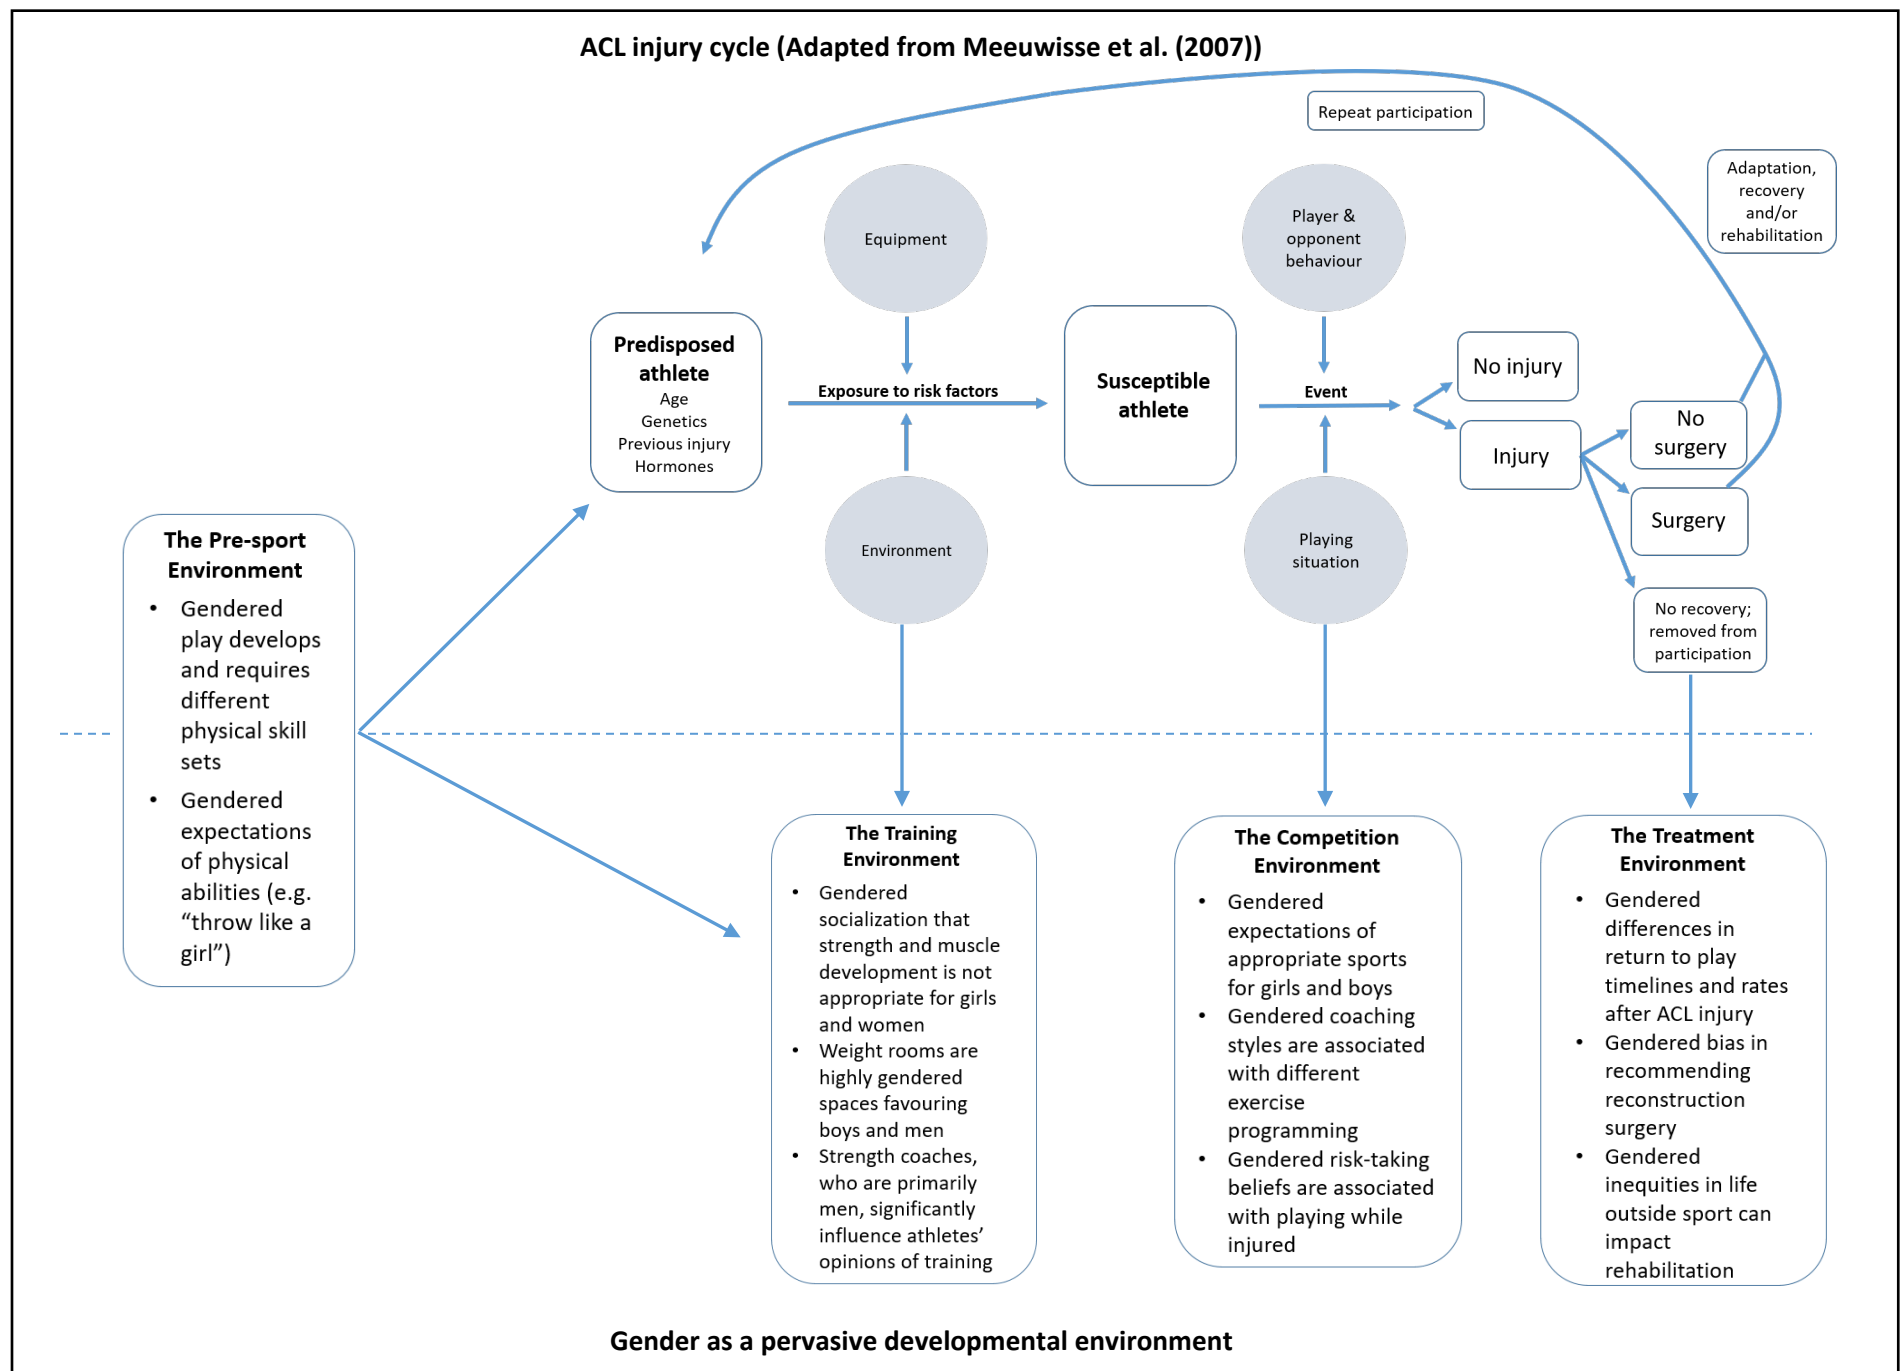 ACL injury cycle (Adapted from Meeuwisse et al. (2007))
Repeat participation
Adaptation,
recovery
and/or
rehabilitation
Equipment
Player &
opponent
behaviour
Predisposed
athlete
Age
Genetics
Previous injury
Hormones
Exposure to risk factors
Susceptible
athlete
Event
No injury
Injury
No
surgery
Surgery
No recovery;
removed from
participation
Environment
Playing
situation
The Pre-sport
Environment
• Gendered
play develops
and requires
different
physical skill
sets
• Gendered
expectations
of physical
abilities (e.g.
“throw like a
girl”)
The Training
Environment
• Gendered
socialization that
strength and muscle
development is not
appropriate for girls
and women
• Weight rooms are
highly gendered
spaces favouring
boys and men
• Strength coaches,
who are primarily
men, significantly
influence athletes’
opinions of training
The Competition
Environment
• Gendered
expectations of
appropriate sports
for girls and boys
• Gendered coaching
styles are associated
with different
exercise
programming
• Gendered risk-taking
beliefs are associated
with playing while
injured
The Treatment
Environment
• Gendered
differences in
return to play
timelines and rates
after ACL injury
• Gendered bias in
recommending
reconstruction
surgery
• Gendered
inequities in life
outside sport can
impact
rehabilitation
Gender as a pervasive developmental environment